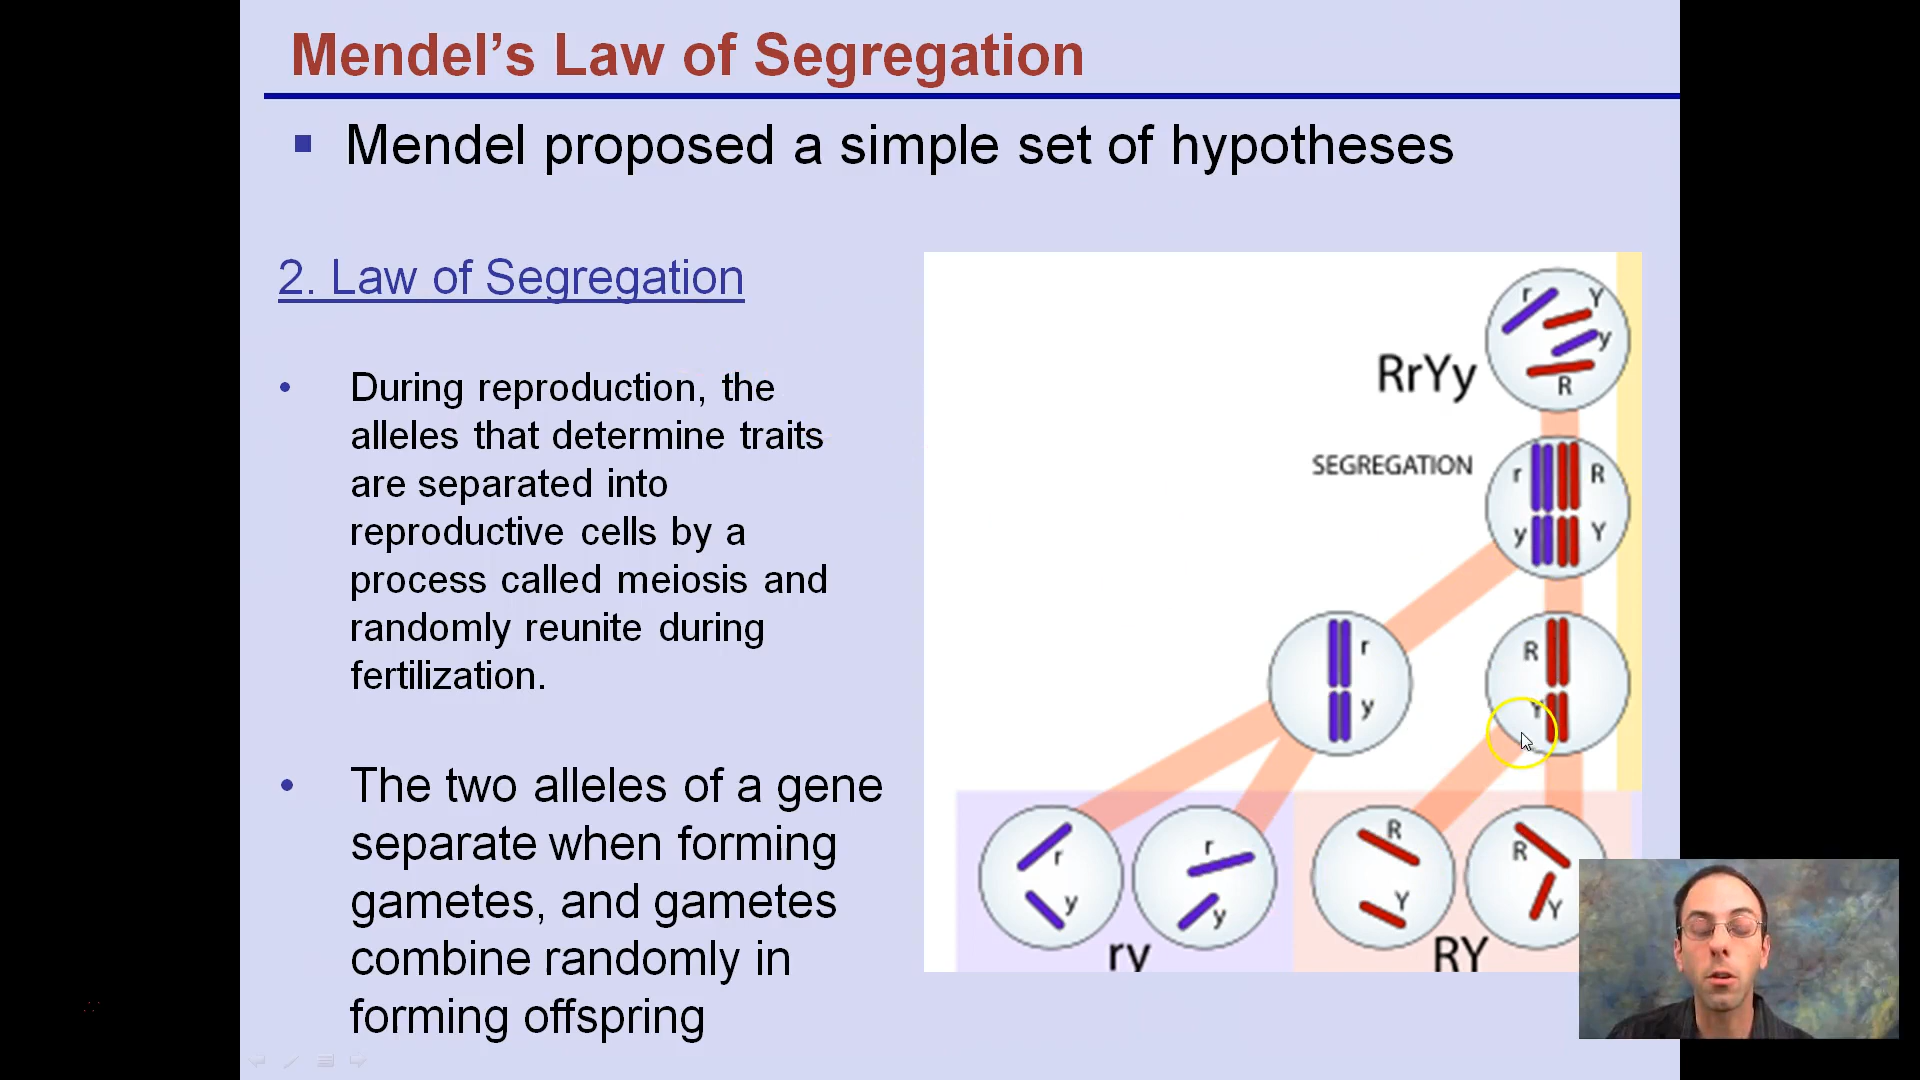 Mendel’s Law of Segregation
▪ Mendel proposed a simple set of hypotheses
2. Law of Segregation
• During reproduction, the
alleles that determine traits
are separated into
reproductive cells by a
process called meiosis and
randomly reunite during
fertilization.
• The two alleles of a gene
separate when forming
gametes, and gametes
combine randomly in
forming offspring
r Y
y
RrYy
R
SEGREGATION
r R
y Y
r R
y Y
r r R R
y y Y Y
ry RY